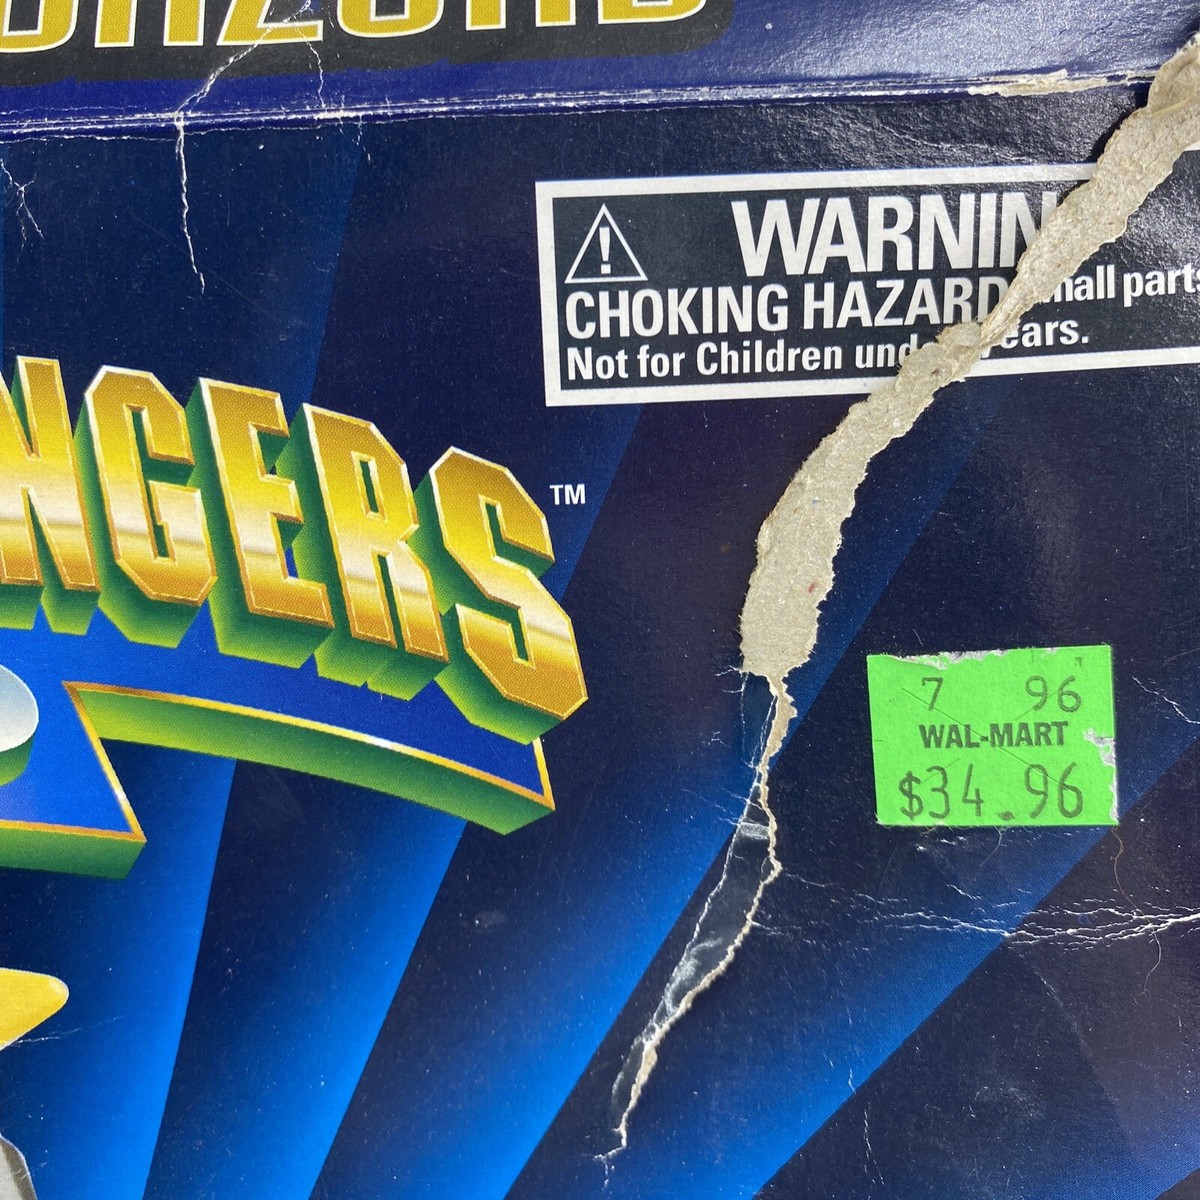 WARNIN
CHOKING HAZARD mall parts
Not for Children und ears.
NGERS
TM
7 96
WAL-MART
$34.96